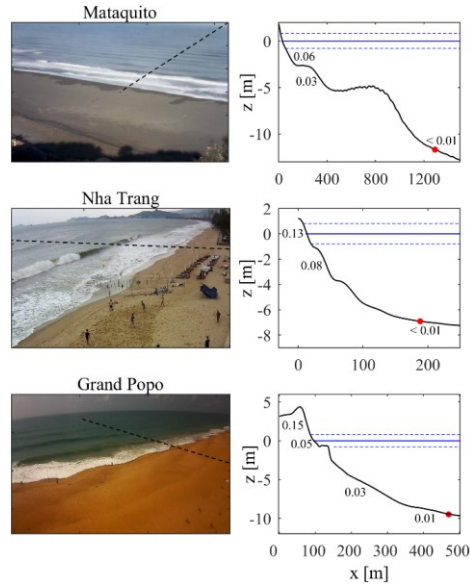 Mataquito
0
-5
-10
z [m]
0.06
0.03
< 0.01
0 400 800 1200
Nha Trang
2
0
-2
-4
-6
-8
z [m]
0.13
0.08
< 0.01
0 100 200
Grand Popo
5
0
-5
-10
z [m]
0.15
0.05
0.03
0.01
0 100 200 300 400 500
x [m]